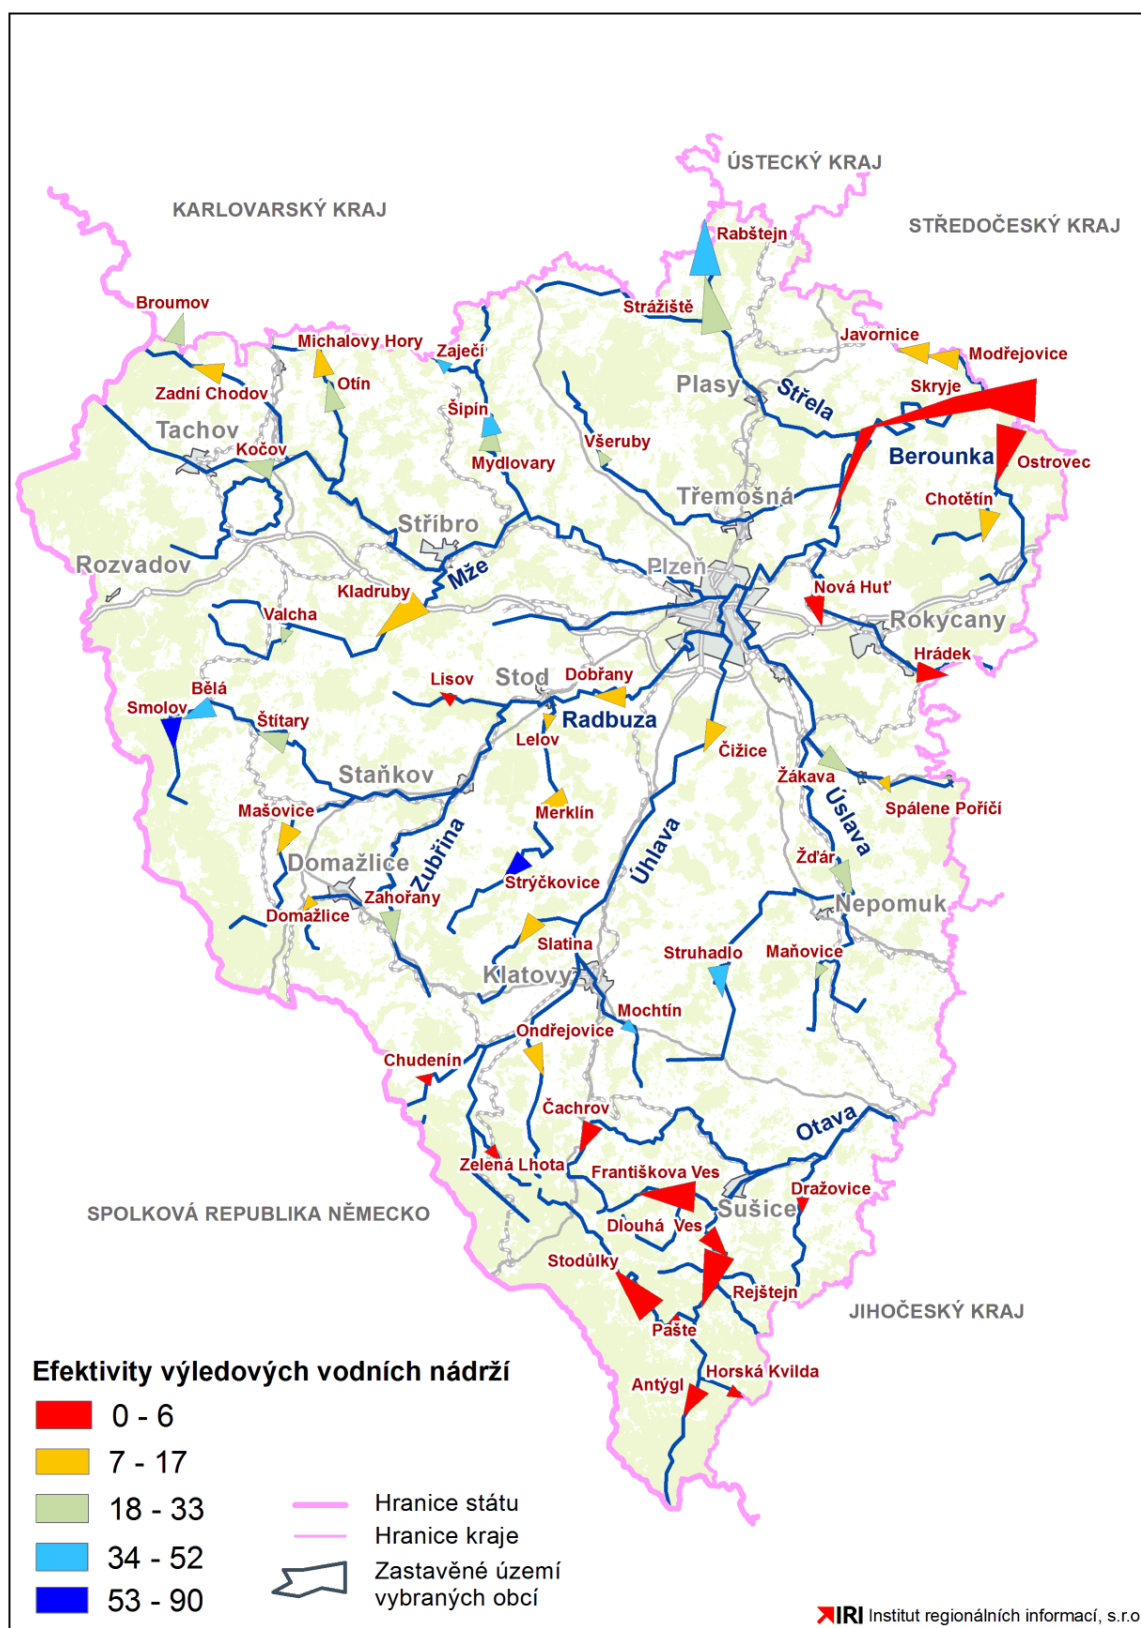 ÚSTECKÝ KRAJ
KARLOVARSKÝ KRAJ
STŘEDOČESKÝ KRAJ
Rabštejn
Broumov
Strážiště
Javornice
Modřejovice
Michalovy Hory
Zaječí
Zadní Chodov
Otín
Plasy
Skryje
Střela
Šipín
Tachov
Kočov
Všeruby
Berounka
Ostrovec
Mydlovary
Třemošná
Chotětín
Stříbro
Rozvadov
Mže
Plzeň
Kladruby
Nová Huť
Valcha
Rokycany
Hrádek
Lisov
Stod
Dobřany
Bělá
Smolov
Radbuza
Štítary
Lelov
Čižice
Staňkov
Žákava
Spálene Poříčí
Mašovice
Merklín
Úslava
Zubřina
Úhlava
Domažlice
Žďár
Strýčkovice
Zahořany
Nepomuk
Domažlice
Slatina
Struhadlo
Maňovice
Klatovy
Mochtín
Ondřejovice
Chudenín
Čachrov
Otava
Zelená Lhota
Františkova Ves
Dražovice
SPOLKOVÁ REPUBLIKA NĚMECKO
Sušice
Dlouhá Ves
Stodůlky
Rejštejn
JIHOČESKÝ KRAJ
Pášte
Horská Kvilda
Antýgl
Efektivity výledových vodních nádrží
0 - 6
7 - 17
18 - 33
34 - 52
53 - 90
Hranice státu
Hranice kraje
Zastavěné území
vybraných obcí
IRI Institut regionálních informací, s.r.o